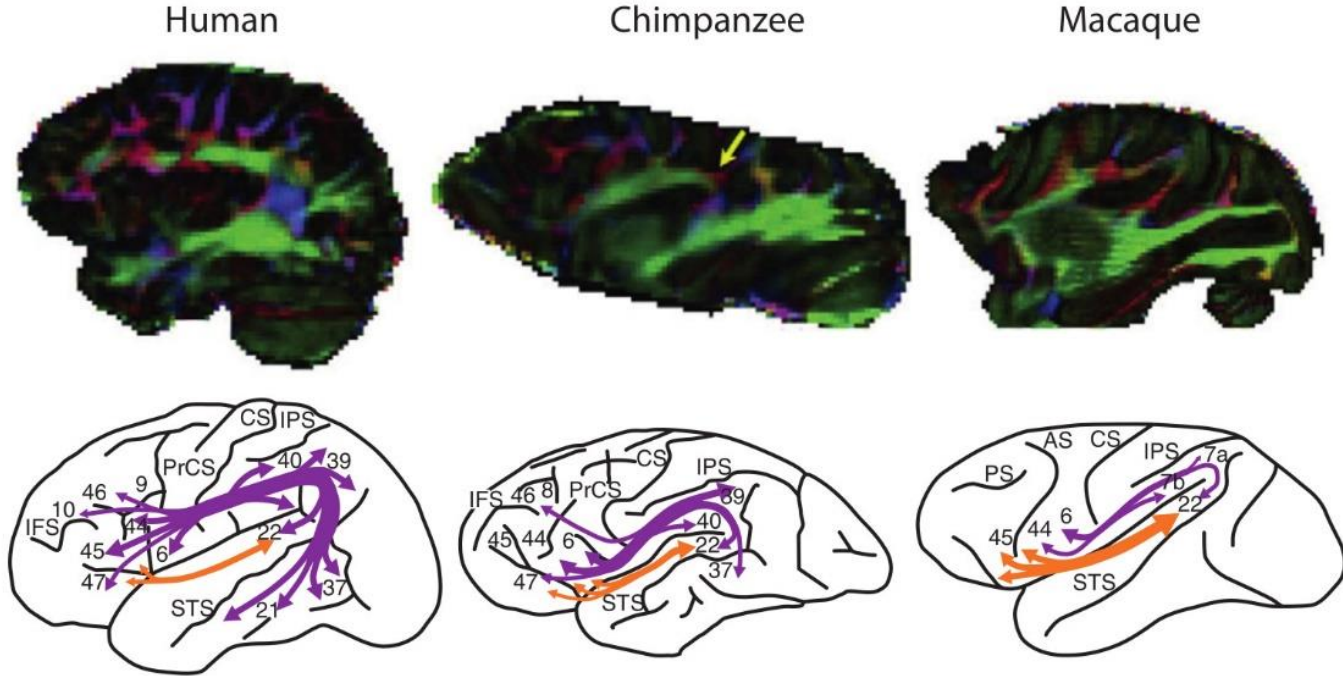 Human Chimpanzee Macaque
CS IPS
PrCS
40 39
9
46
10
IFS
44
45 6 22
47
37
STS 21
CS IPS
PrCS
IFS 46 8
39
40
45 44 6 22
47 37
STS
AS CS IPS 7a
PS
7b
22
6
45 44
STS